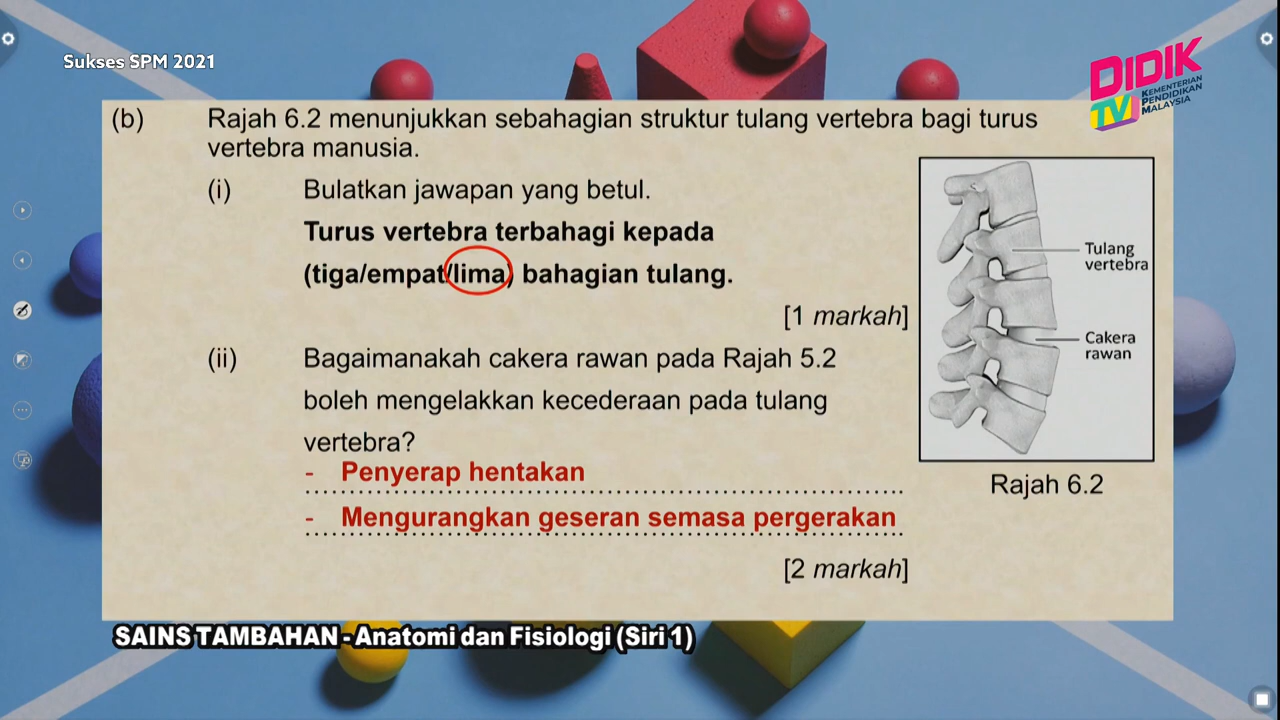 Sukses SPM 2021
DIDIK
TV
KEMENTERIAN
PENDIDIKAN
MALAYSIA
(b) Rajah 6.2 menunjukkan sebahagian struktur tulang vertebra bagi turus
vertebra manusia.
(i) Bulatkan jawapan yang betul.
Turus vertebra terbahagi kepada
(tiga/empat/lima) bahagian tulang.
[1 markah]
(ii) Bagaimanakah cakera rawan pada Rajah 5.2
boleh mengelakkan kecederaan pada tulang
vertebra?
- Penyerap hentakan
- Mengurangkan geseran semasa pergerakan
[2 markah]
Tulang
vertebra
Cakera
rawan
Rajah 6.2
SAINS TAMBAHAN - Anatomi dan Fisiologi (Siri 1)